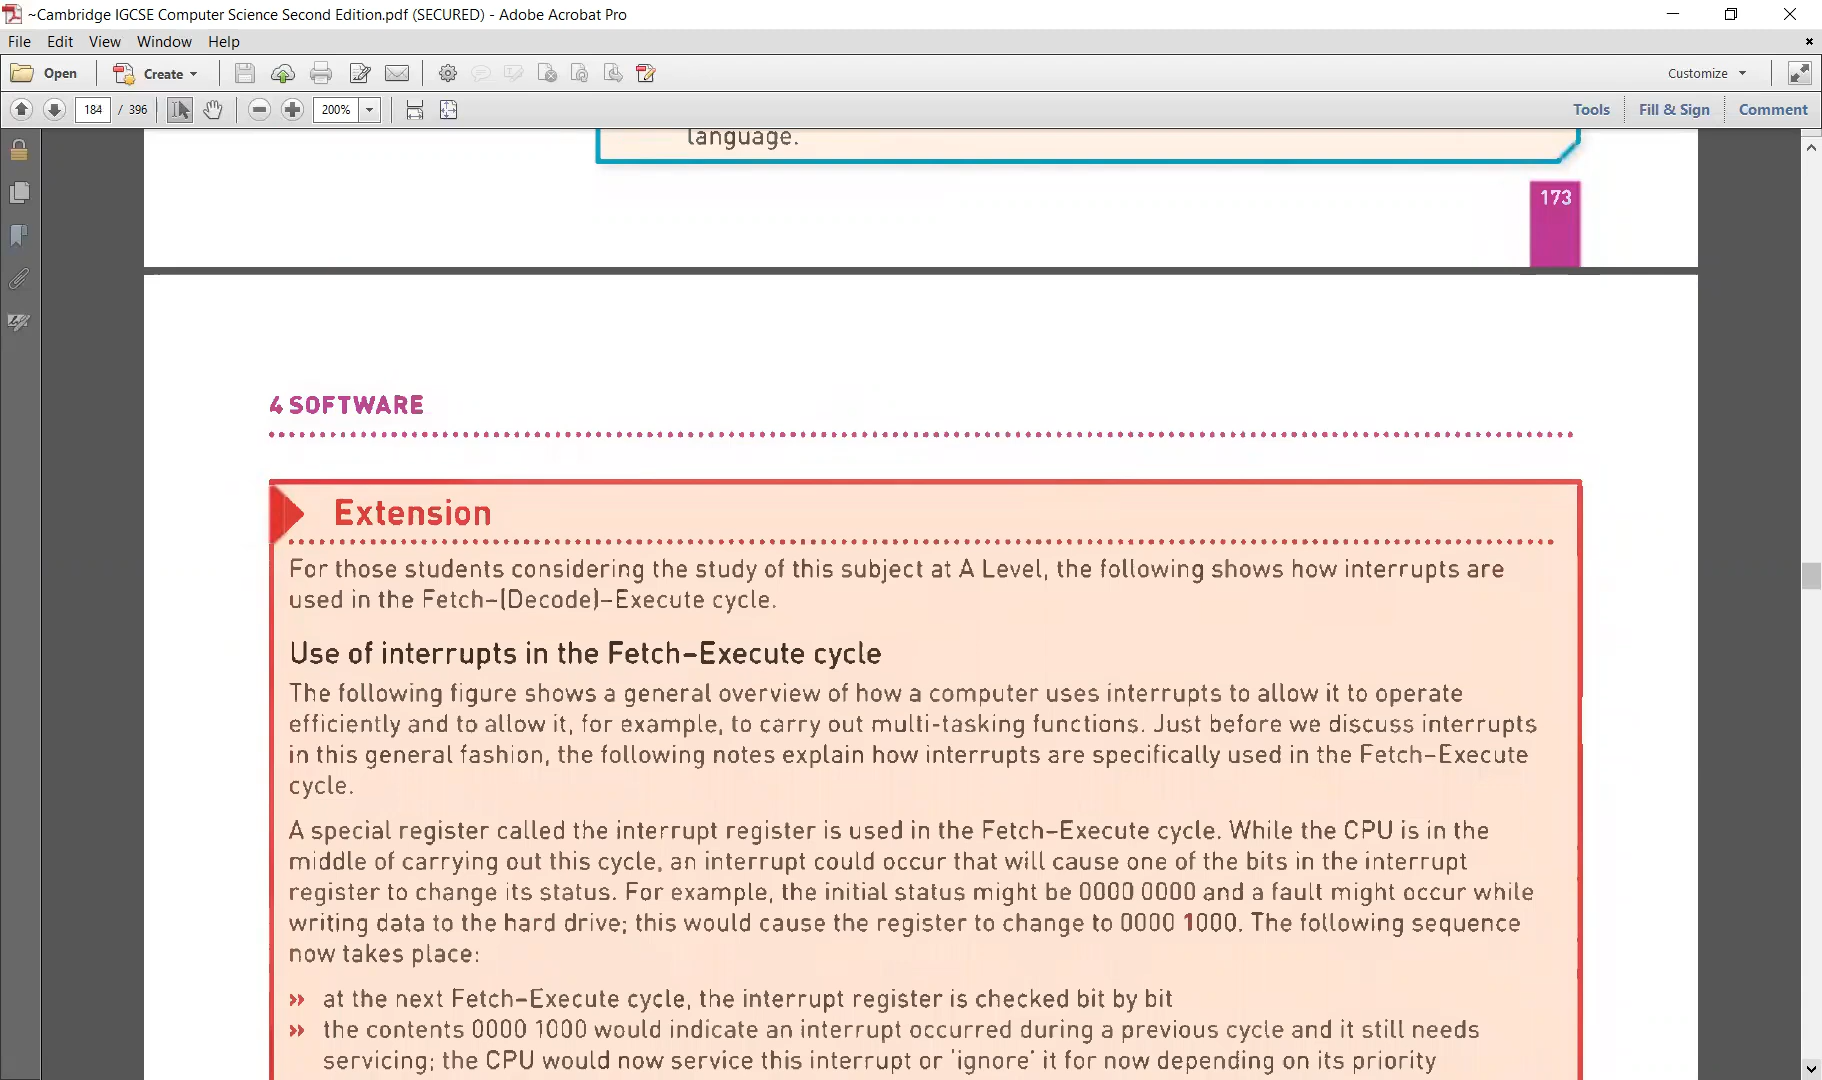 ~Cambridge IGCSE Computer Science Second Edition.pdf (SECURED) - Adobe Acrobat Pro
File Edit View Window Help
Open Create Customize
184 / 396 200% Tools Fill & Sign Comment
language.
173
4 SOFTWARE
Extension
For those students considering the study of this subject at A Level, the following shows how interrupts are
used in the Fetch–(Decode)–Execute cycle.
Use of interrupts in the Fetch–Execute cycle
The following figure shows a general overview of how a computer uses interrupts to allow it to operate
efficiently and to allow it, for example, to carry out multi-tasking functions. Just before we discuss interrupts
in this general fashion, the following notes explain how interrupts are specifically used in the Fetch–Execute
cycle.
A special register called the interrupt register is used in the Fetch–Execute cycle. While the CPU is in the
middle of carrying out this cycle, an interrupt could occur that will cause one of the bits in the interrupt
register to change its status. For example, the initial status might be 0000 0000 and a fault might occur while
writing data to the hard drive; this would cause the register to change to 0000 1000. The following sequence
now takes place:
» at the next Fetch–Execute cycle, the interrupt register is checked bit by bit
» the contents 0000 1000 would indicate an interrupt occurred during a previous cycle and it still needs
servicing; the CPU would now service this interrupt or 'ignore' it for now depending on its priority